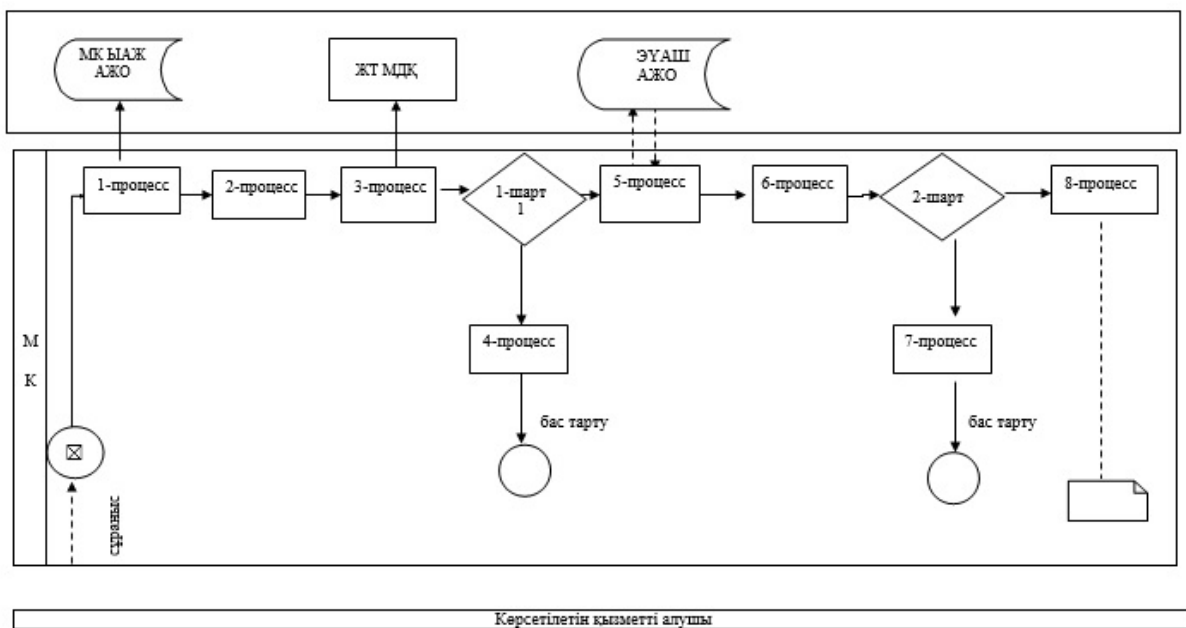 МК ЫАЖ
АЖО
ЖТ МДҚ
ЭҮАШ
АЖО
1-процесс
2-процесс
3-процесс
1-шарт
1
5-процесс
6-процесс
2-шарт
8-процесс
М
К
4-процесс
7-процесс
бас тарту
бас тарту
сұраныс
Көрсетілетін қызметті алушы